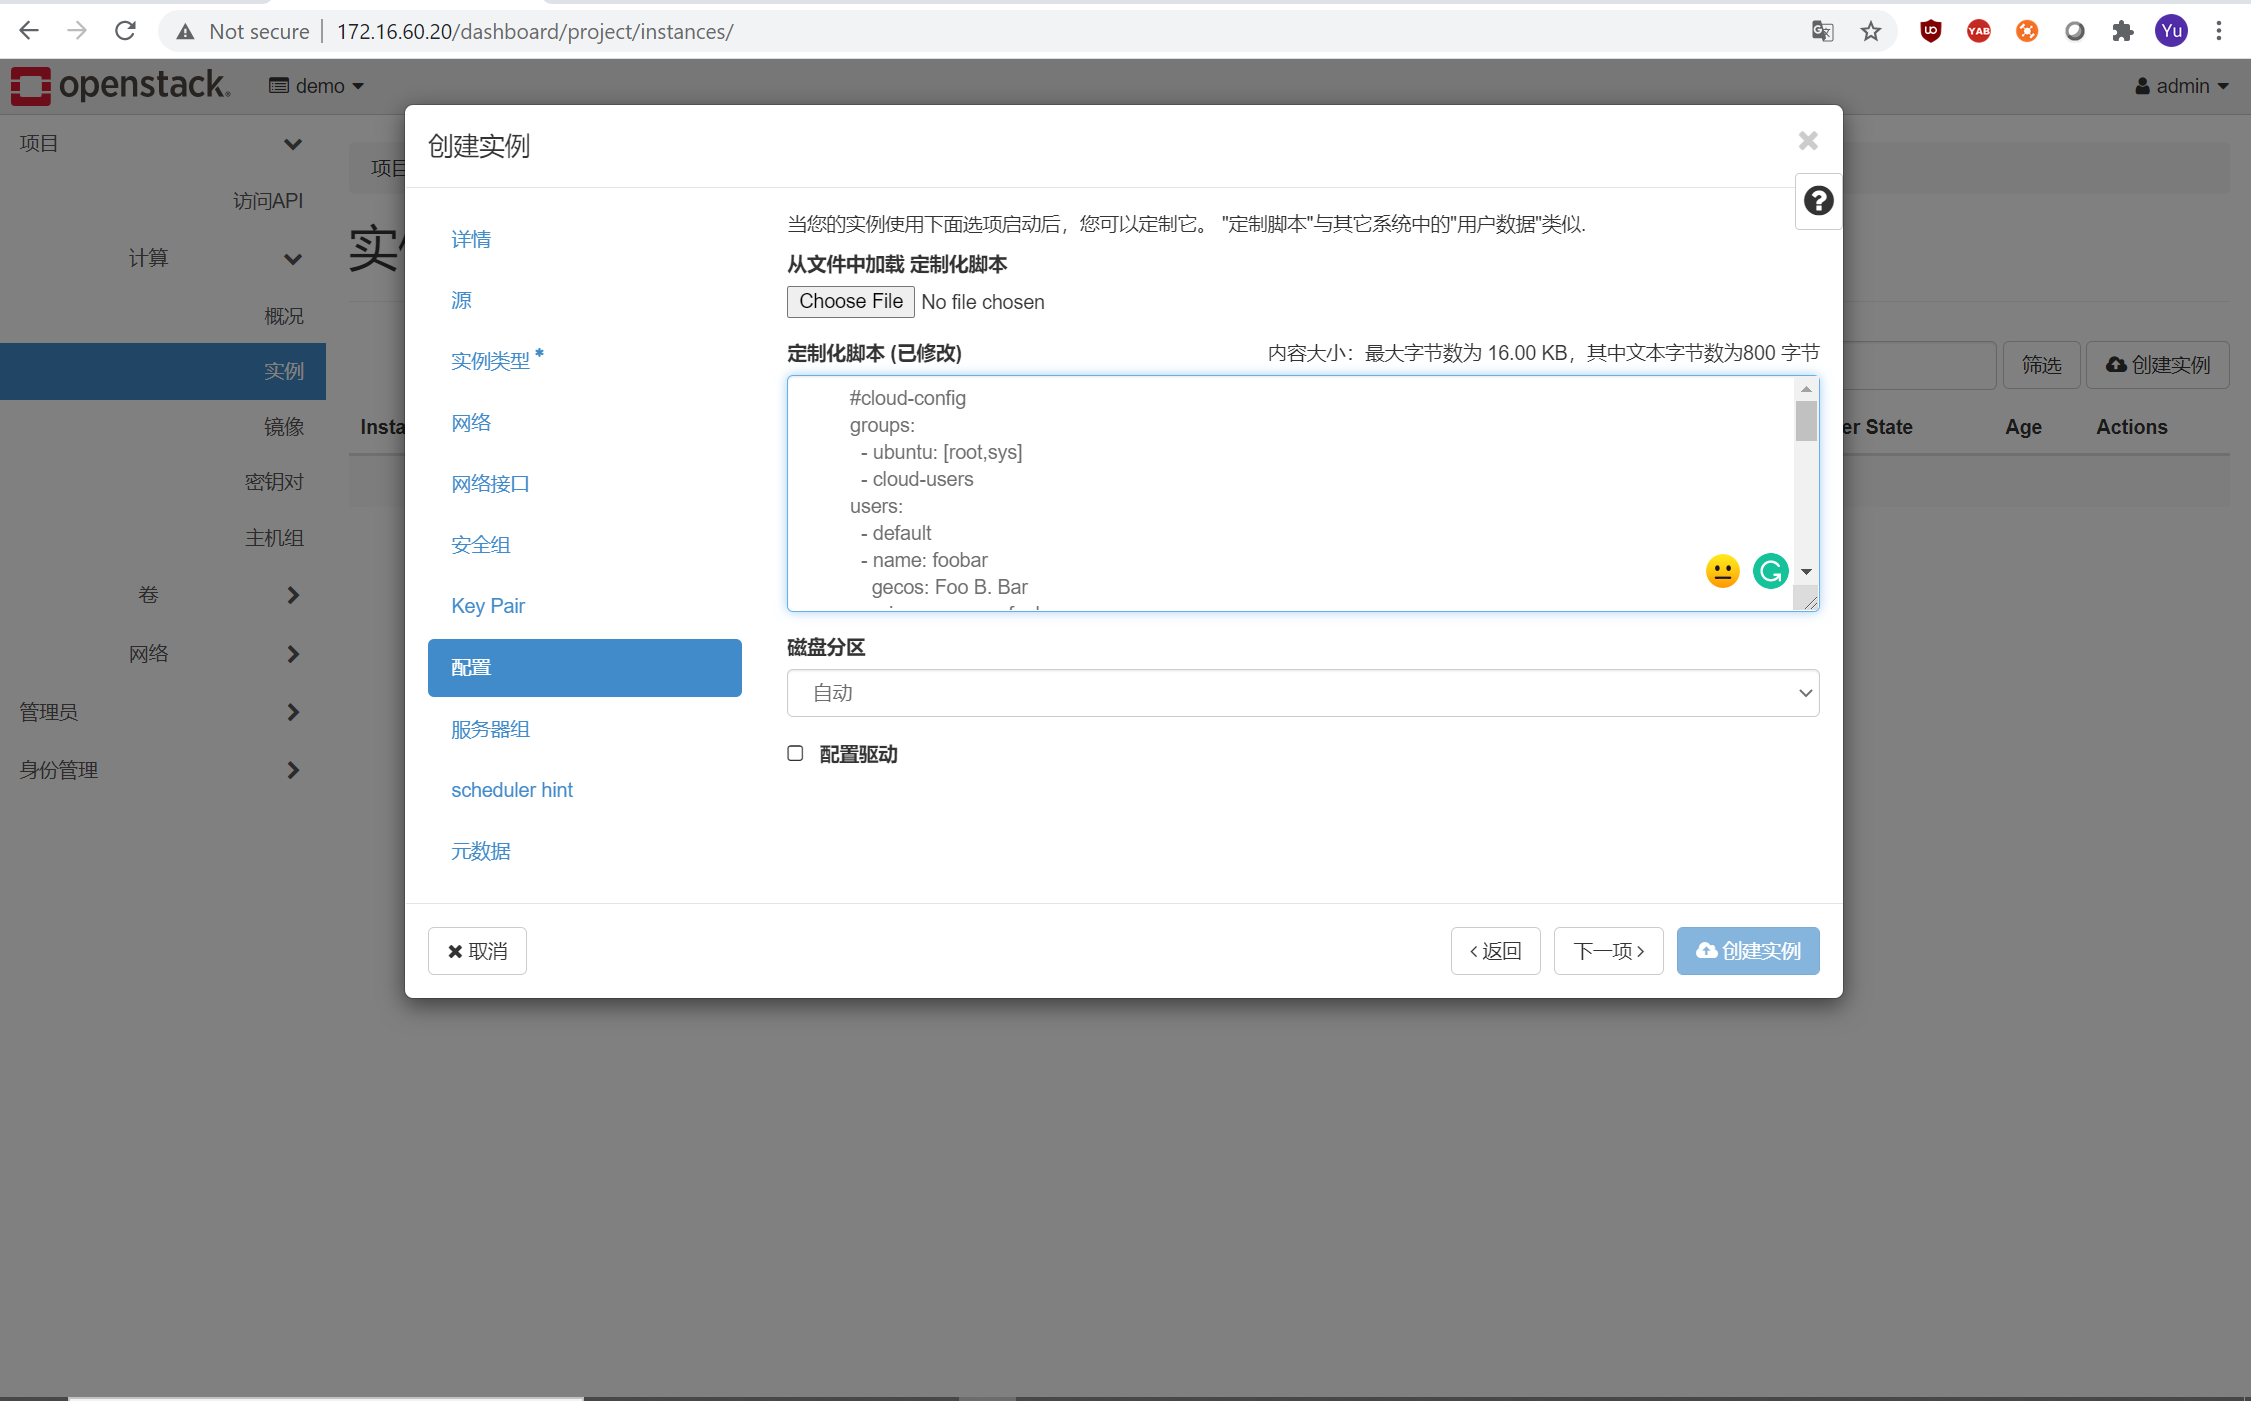 Not secure
172.16.60.20/dashboard/project/instances/
YAB
Yu
openstack.
demo
admin
项目
访问API
计算
概况
实例
镜像
密钥对
主机组
卷
网络
管理员
身份管理
项目
Insta
筛选
创建实例
er State
Age
Actions
创建实例
详情
源
实例类型 *
网络
网络接口
安全组
Key Pair
配置
服务器组
scheduler hint
元数据
当您的实例使用下面选项启动后，您可以定制它。 "定制脚本"与其它系统中的"用户数据"类似.
从文件中加载 定制化脚本
Choose File No file chosen
定制化脚本 (已修改)
内容大小：最大字节数为 16.00 KB，其中文本字节数为800 字节
#cloud-config
groups:
- ubuntu: [root,sys]
- cloud-users
users:
- default
- name: foobar
gecos: Foo B. Bar
磁盘分区
自动
配置驱动
取消
返回
下一项
创建实例